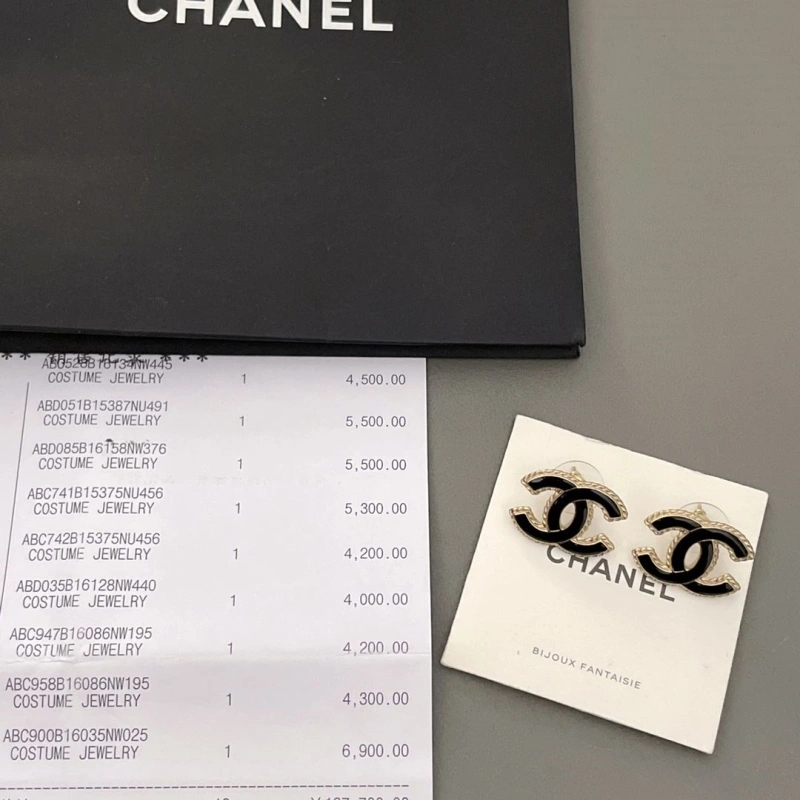 CHANEL
COSTUME JEWELRY 1 4,500.00
ABD051B15387NU491
COSTUME JEWELRY 1 5,500.00
ABD085B16158NW376
COSTUME JEWELRY 1 5,500.00
ABC741B15375NU456
COSTUME JEWELRY 1 5,300.00
ABC742B15375NU456
COSTUME JEWELRY 1 4,200.00
ABD035B16128NW440
COSTUME JEWELRY 1 4,000.00
ABC947B16086NW195
COSTUME JEWELRY 1 4,200.00
ABC958B16086NW195
COSTUME JEWELRY 1 4,300.00
ABC900B16035NW025
COSTUME JEWELRY 1 6,900.00
CHANEL
BIJOUX FANTAISIE